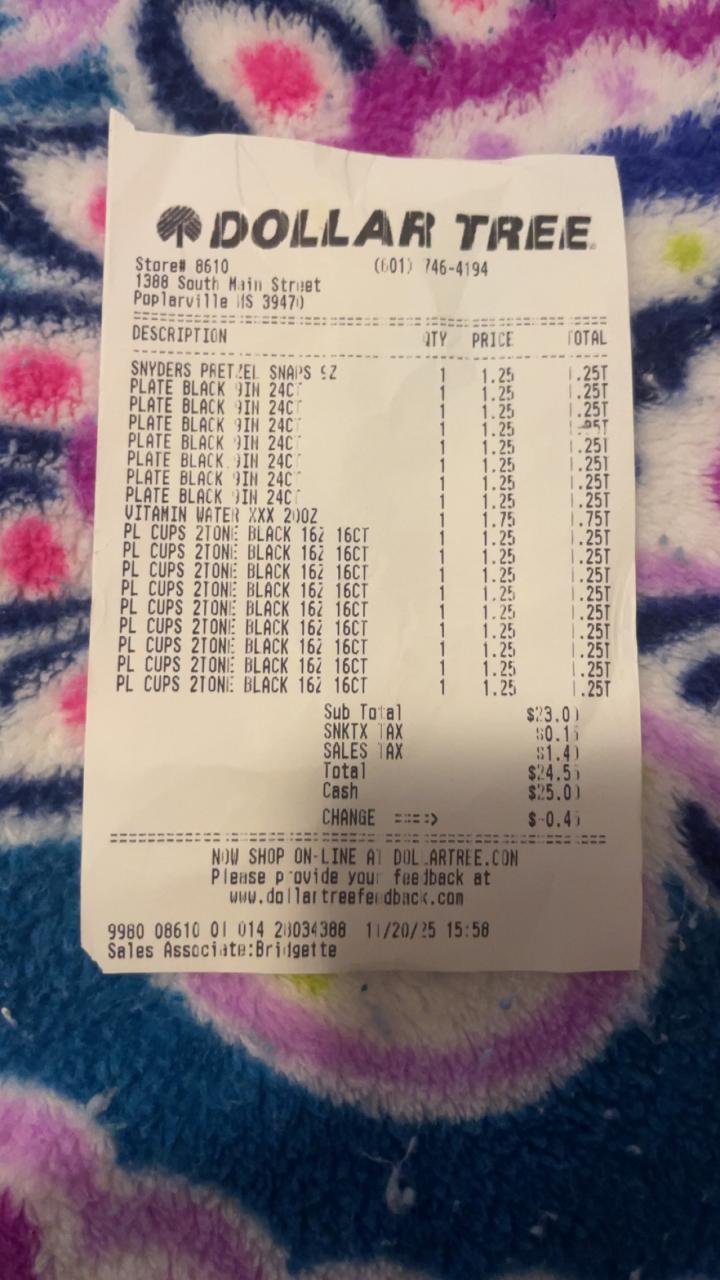 DOLLAR TREE
Store# 8610 (601) 746-4194
1388 South Main Street
Poplarville MS 39470
DESCRIPTION QTY PRICE TOTAL
SNYDERS PRETZEL SNAPS 9Z 1 1.25 1.25T
PLATE BLACK 9IN 24CT 1 1.25 1.25T
PLATE BLACK 9IN 24CT 1 1.25 1.25T
PLATE BLACK 9IN 24CT 1 1.25 1.25T
PLATE BLACK 9IN 24CT 1 1.25 1.25T
PLATE BLACK 9IN 24CT 1 1.25 1.25T
PLATE BLACK 9IN 24CT 1 1.25 1.25T
PLATE BLACK 9IN 24CT 1 1.25 1.25T
VITAMIN WATER XXX 20OZ 1 1.75 1.75T
PL CUPS 2TONE BLACK 16Z 16CT 1 1.25 1.25T
PL CUPS 2TONE BLACK 16Z 16CT 1 1.25 1.25T
PL CUPS 2TONE BLACK 16Z 16CT 1 1.25 1.25T
PL CUPS 2TONE BLACK 16Z 16CT 1 1.25 1.25T
PL CUPS 2TONE BLACK 16Z 16CT 1 1.25 1.25T
PL CUPS 2TONE BLACK 16Z 16CT 1 1.25 1.25T
PL CUPS 2TONE BLACK 16Z 16CT 1 1.25 1.25T
PL CUPS 2TONE BLACK 16Z 16CT 1 1.25 1.25T
PL CUPS 2TONE BLACK 16Z 16CT 1 1.25 1.25T
Sub Total $23.00
SNKTX TAX $0.15
SALES TAX $1.40
Total $24.55
Cash $25.00
CHANGE ====> $-0.45
NOW SHOP ON-LINE AT DOLLARTREE.COM
Please provide your feedback at
www.dollartreefeedback.com
9980 08610 01 014 28034388 11/20/25 15:58
Sales Associate:Bridgette